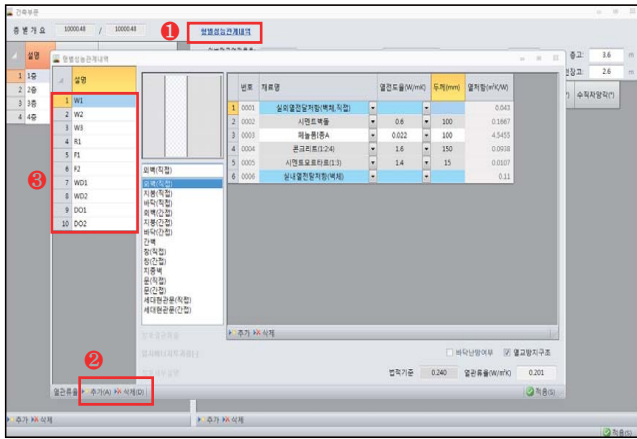 건축부문
층 별 개 요 10000.48 / 10000.48
❶ 형별성능관계내역
층고: 3.6 m
천장고: 2.6 m
설명
1 1층
2 2층
3 3층
4 4층
수직차양각(°)
형별성능관계내역
❸
설명
1 W1
2 W2
3 W3
4 R1
5 F1
6 F2
7 WD1
8 WD2
9 DO1
10 DO2
외벽(직접)
외벽(직접)
지붕(직접)
바닥(직접)
외벽(간접)
지붕(간접)
바닥(간접)
간벽
창(직접)
창(간접)
지중벽
문(직접)
문(간접)
세대현관문(직접)
세대현관문(간접)
번호 재료명 열전도율(W/mK) 두께(mm) 열저항(m²K/W)
1 0001 실외열전달저항(벽체,직접) 0.043
2 0002 시멘트벽돌 0.6 100 0.1667
3 0003 페놀폼I종A 0.022 100 4.5455
4 0004 콘크리트(1:2:4) 1.6 150 0.0938
5 0005 시멘트모르타르(1:3) 1.4 15 0.0107
6 0006 실내열전달저항(벽체) 0.11
추가 삭제
바닥난방여부 열교방지구조
법적기준 0.240 열관류율(W/m²K) 0.201
❷
열관류율 추가(A) 삭제(D) 적용(S)
추가 삭제 추가 삭제
적용(S)